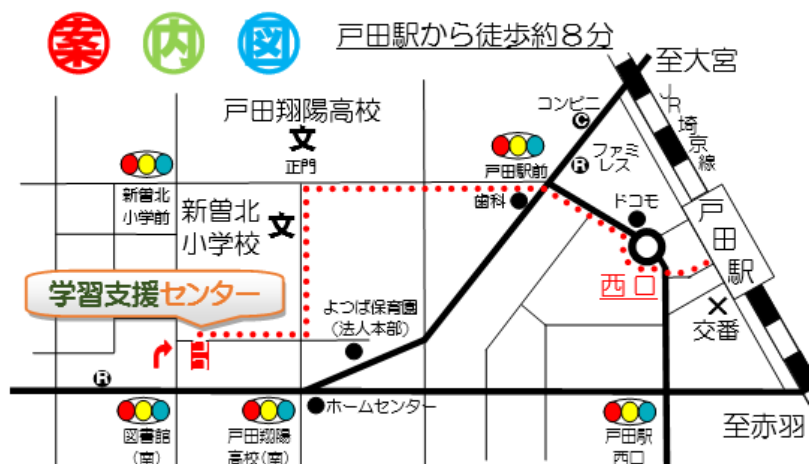 案内図
戸田駅から徒歩約8分
至大宮
JR埼京線
コンビニ
C
戸田翔陽高校
文
正門
ファミ
レス
R
戸田駅前
新曽北
小学前
新曽北
小学校
文
歯科
ドコモ
戸田駅
西口
学習支援センター
よつば保育園
(法人本部)
交番
R
ホームセンター
至赤羽
図書館
(南)
戸田翔陽
高校(南)
戸田駅
西口